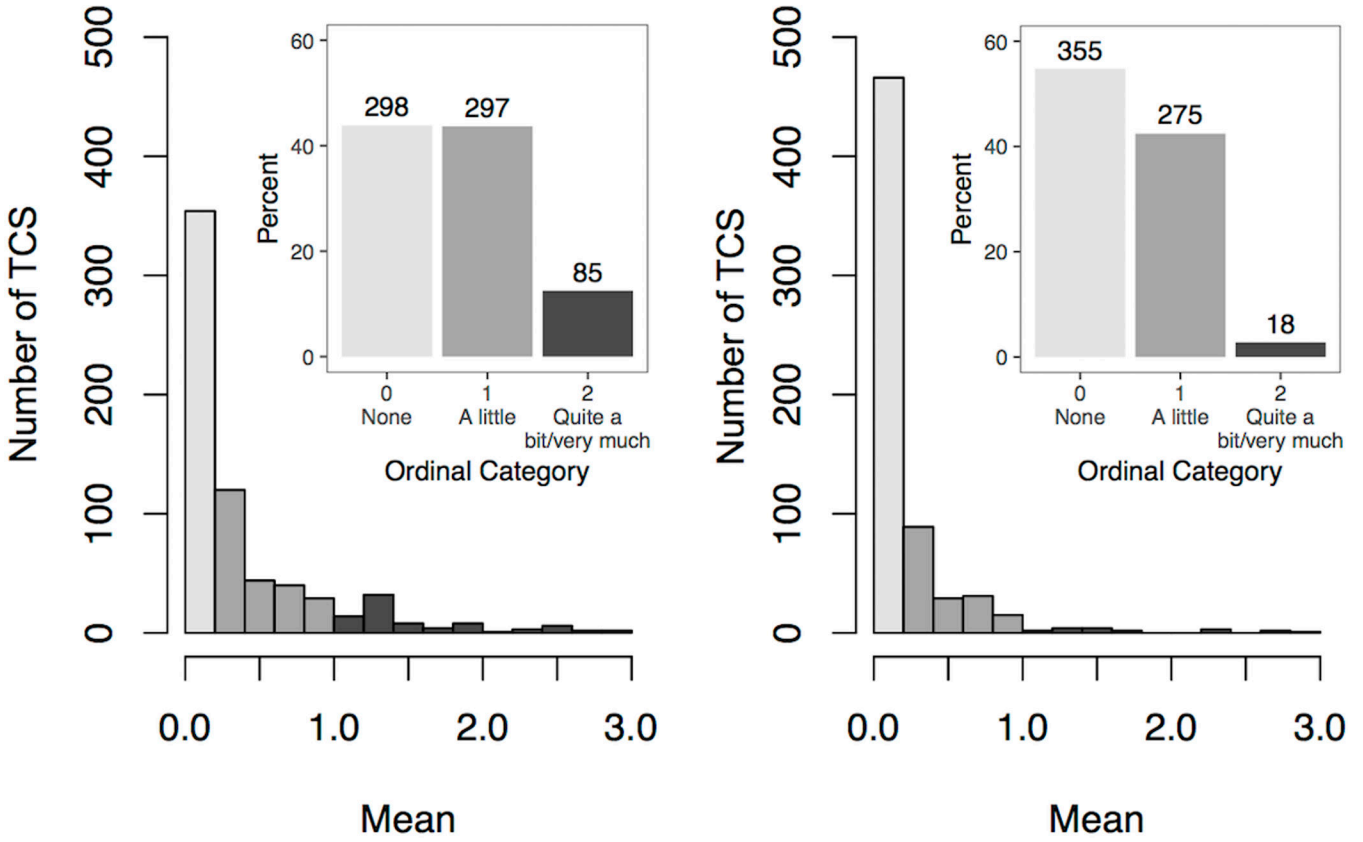 500
400
300
200
100
0
Number of TCS
0.0 1.0 2.0 3.0
Mean
60
40
20
0
Percent
298 297 85
0 1 2
None A little Quite a
bit/very much
Ordinal Category
500
400
300
200
100
0
Number of TCS
0.0 1.0 2.0 3.0
Mean
60
40
20
0
Percent
355 275 18
0 1 2
None A little Quite a
bit/very much
Ordinal Category